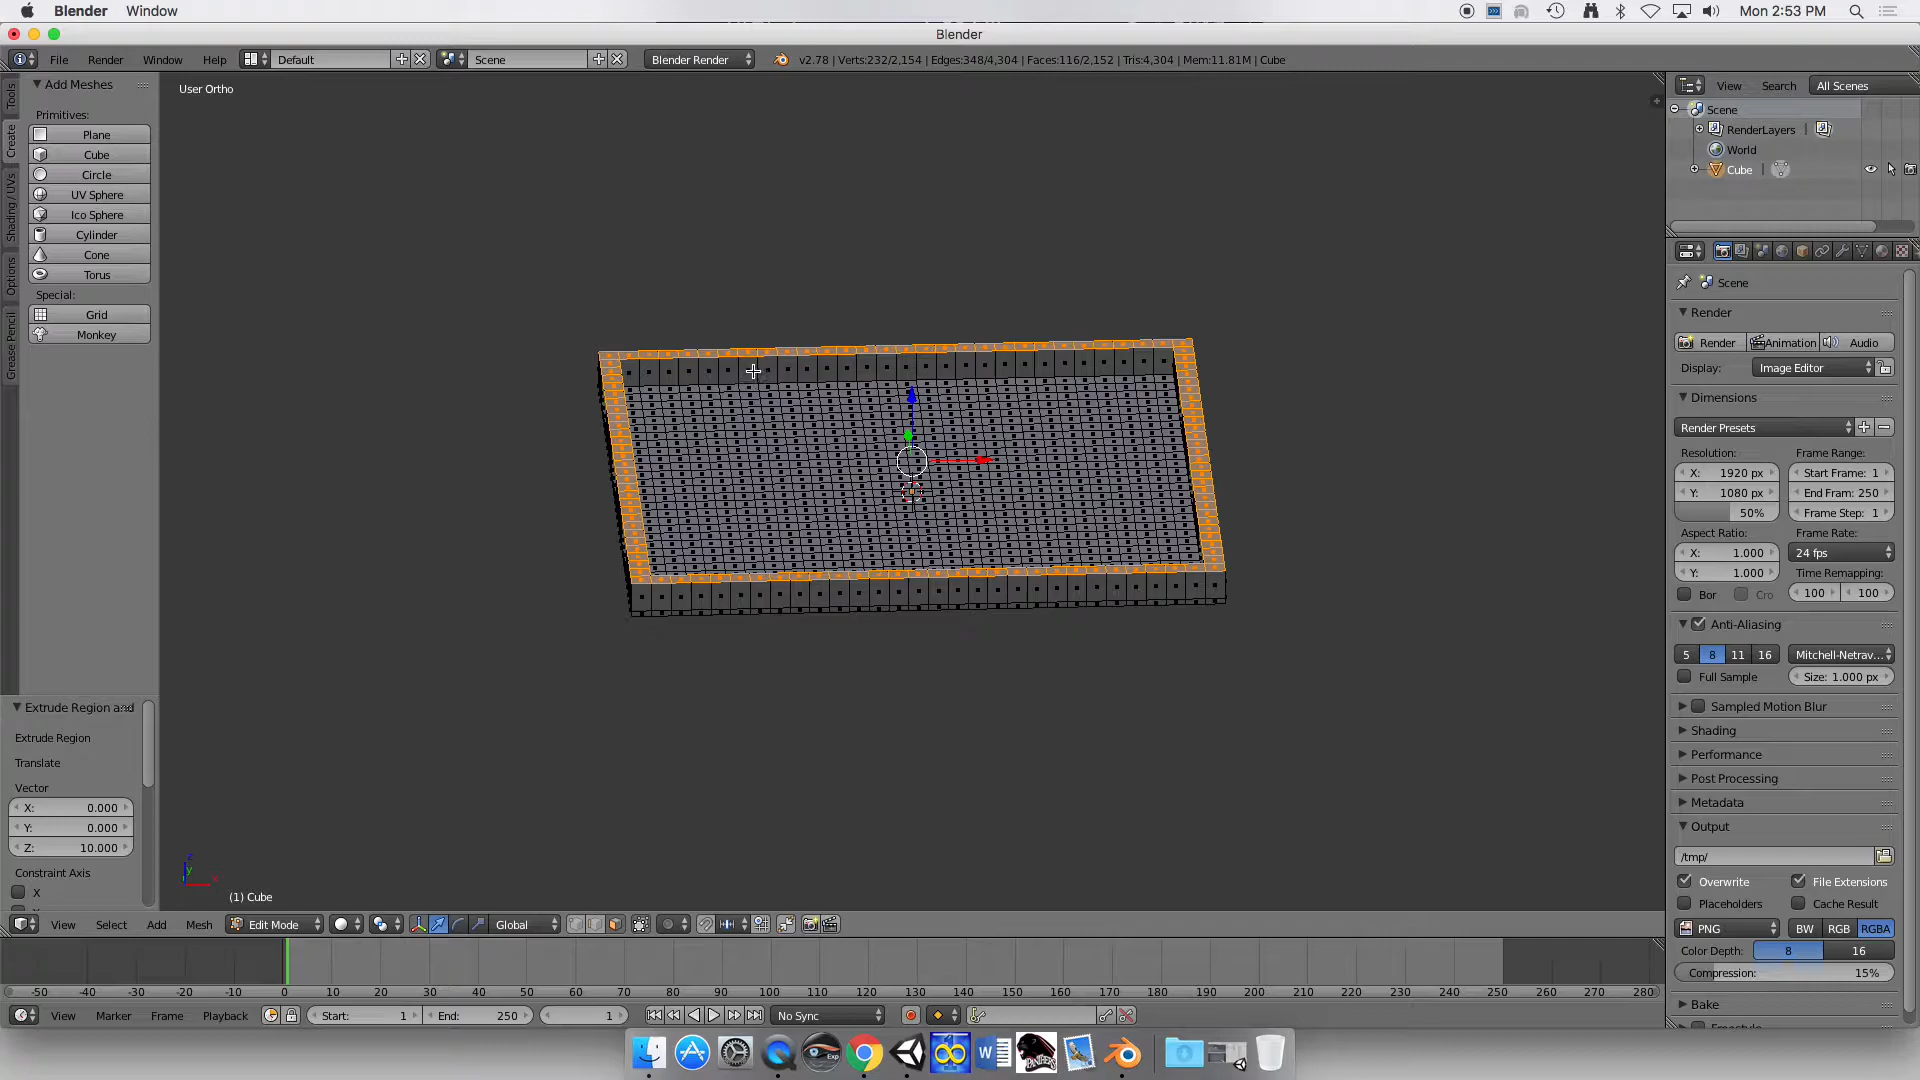 Blender Window Mon 2:53 PM
Blender
File Render Window Help Default Scene Blender Render v2.78 | Verts:232/2,154 | Edges:348/4,304 | Faces:116/2,152 | Tris:4,304 | Mem:11.81M | Cube
Tools
Create
Shading / UVs
Options
Grease Pencil
Add Meshes
Primitives:
Plane
Cube
Circle
UV Sphere
Ico Sphere
Cylinder
Cone
Torus
Special:
Grid
Monkey
Extrude Region and
Extrude Region
Translate
Vector
X: 0.000
Y: 0.000
Z: 10.000
Constraint Axis
X
User Ortho
z
y
x
(1) Cube
View Select Add Mesh Edit Mode Global
View Search All Scenes
Scene
RenderLayers |
World
Cube |
Scene
Render
Render Animation Audio
Display: Image Editor
Dimensions
Render Presets
Resolution: Frame Range:
X: 1920 px Start Frame: 1
Y: 1080 px End Fram: 250
50% Frame Step: 1
Aspect Ratio: Frame Rate:
X: 1.000 24 fps
Y: 1.000 Time Remapping:
Bor Cro 100 100
Anti-Aliasing
5 8 11 16 Mitchell-Netrav...
Full Sample Size: 1.000 px
Sampled Motion Blur
Shading
Performance
Post Processing
Metadata
Output
/tmp/
Overwrite File Extensions
Placeholders Cache Result
PNG BW RGB RGBA
Color Depth: 8 16
Compression: 15%
Bake
-50 -40 -30 -20 -10 0 10 20 30 40 50 60 70 80 90 100 110 120 130 140 150 160 170 180 190 200 210 220 230 240 250 260 270 280
View Marker Frame Playback Start: 1 End: 250 1 No Sync
Exp
W
PANTHERS